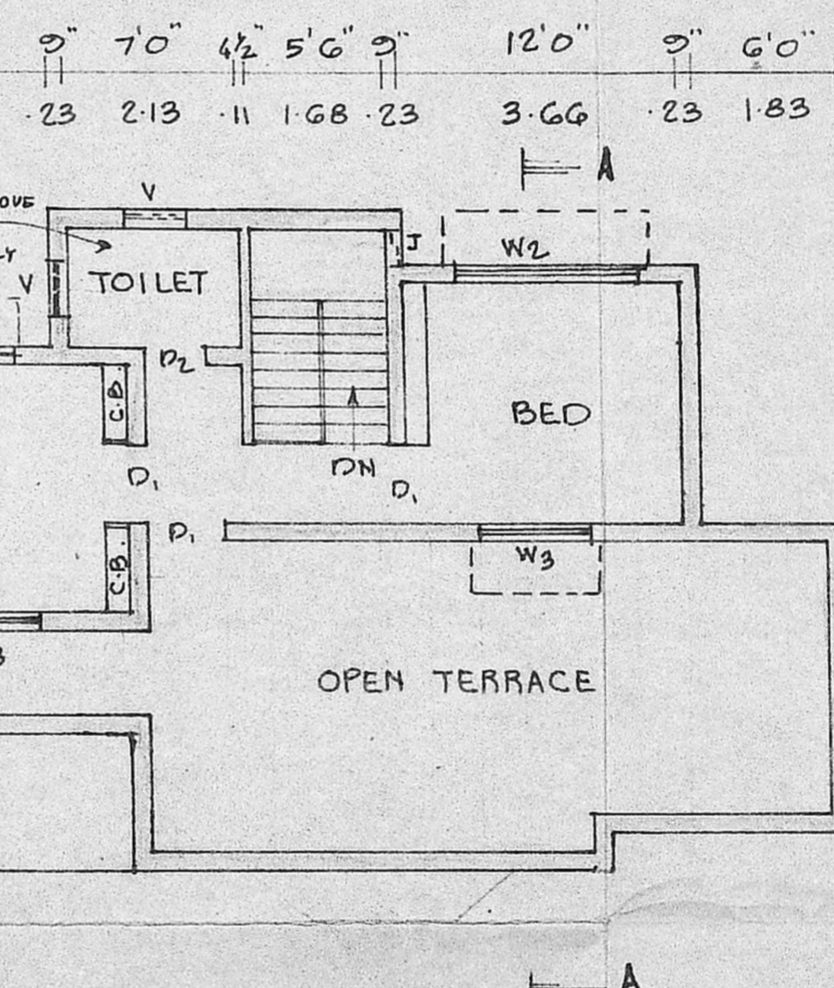 9" 7'0" 4½" 5'6" 9" 12'0" 9" 6'0"
.23 2.13 .11 1.68 .23 3.66 .23 1.83
A
V
J
W2
V TOILET
D2
C.B.
BED
D1
DN
D1
D1
C.B.
W3
OPEN TERRACE
A